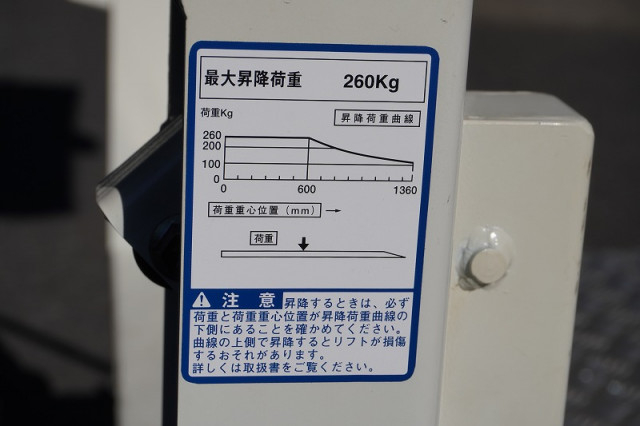 最大昇降荷重 260Kg
荷重Kg
昇降荷重曲線
260
200
100
0
0 600 1360
荷重重心位置(mm) →
荷重
注意 昇降するときは、必ず
荷重と荷重重心位置が昇降荷重曲線の
下側にあることを確かめてください。
曲線の上側で昇降するとリフトが損傷
するおそれがあります。
詳しくは取扱書をご覧ください。